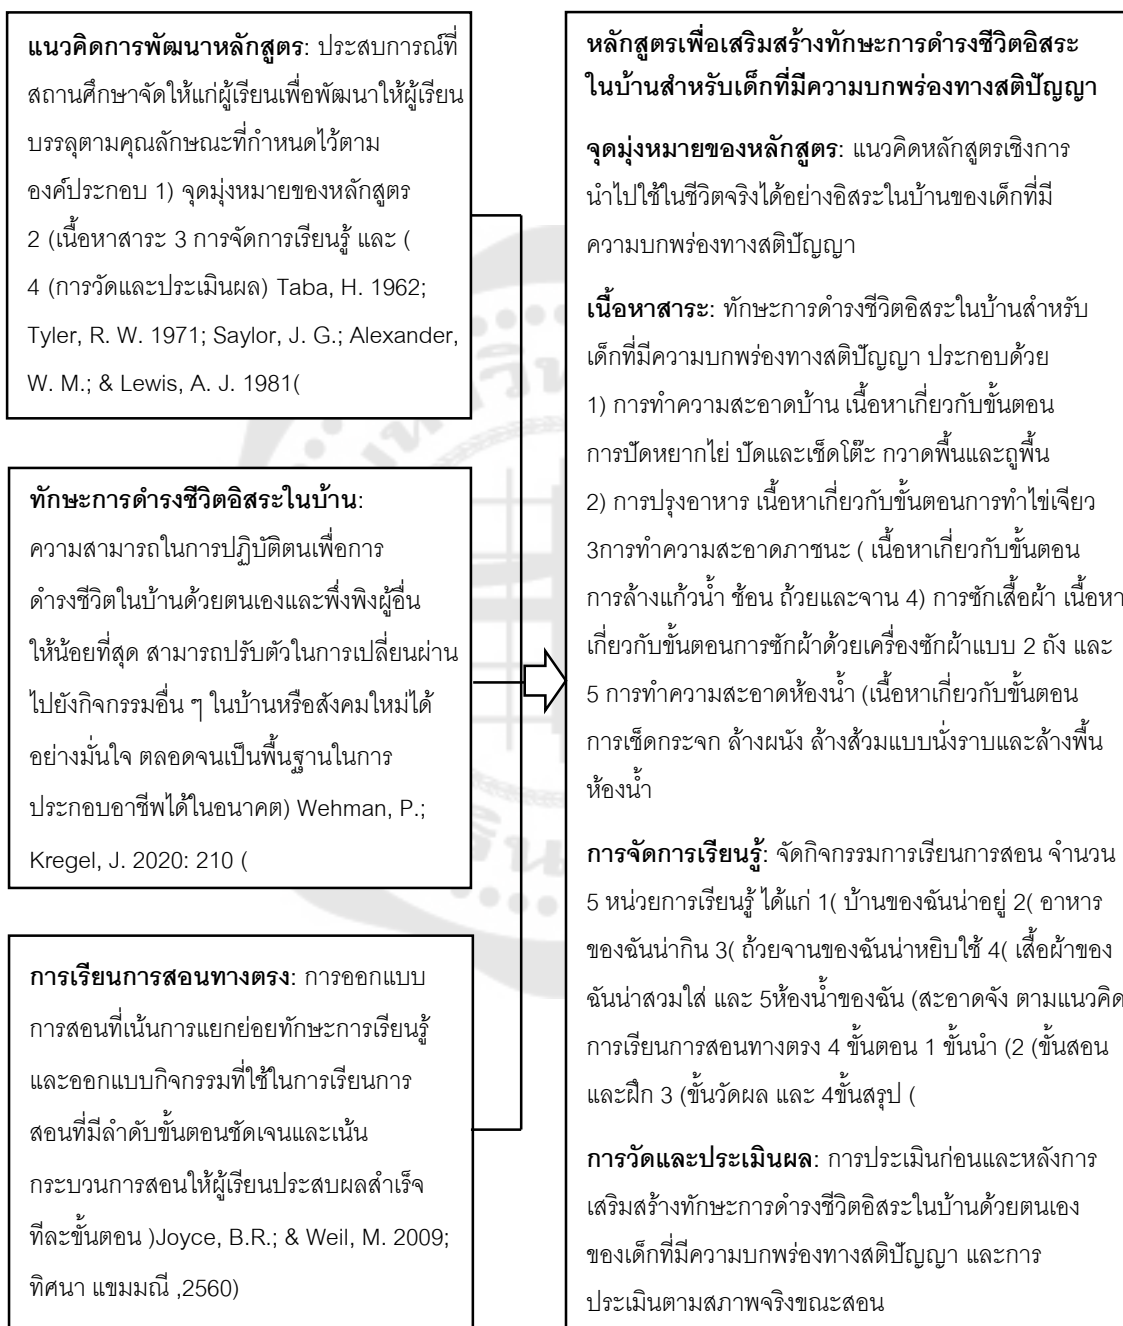 แนวคิดการพัฒนาหลักสูตร: ประสบการณ์ที่
สถานศึกษาจัดให้แก่ผู้เรียนเพื่อพัฒนาให้ผู้เรียน
บรรลุตามคุณลักษณะที่กำหนดไว้ตาม
องค์ประกอบ 1) จุดมุ่งหมายของหลักสูตร
2 (เนื้อหาสาระ 3 การจัดการเรียนรู้ และ (
4 (การวัดและประเมินผล) Taba, H. 1962;
Tyler, R. W. 1971; Saylor, J. G.; Alexander,
W. M.; & Lewis, A. J. 1981(
ทักษะการดำรงชีวิตอิสระในบ้าน:
ความสามารถในการปฏิบัติตนเพื่อการ
ดำรงชีวิตในบ้านด้วยตนเองและพึ่งพิงผู้อื่น
ให้น้อยที่สุด สามารถปรับตัวในการเปลี่ยนผ่าน
ไปยังกิจกรรมอื่น ๆ ในบ้านหรือสังคมใหม่ได้
อย่างมั่นใจ ตลอดจนเป็นพื้นฐานในการ
ประกอบอาชีพได้ในอนาคต) Wehman, P.;
Kregel, J. 2020: 210 (
การเรียนการสอนทางตรง: การออกแบบ
การสอนที่เน้นการแยกย่อยทักษะการเรียนรู้
และออกแบบกิจกรรมที่ใช้ในการเรียนการ
สอนที่มีลำดับขั้นตอนชัดเจนและเน้น
กระบวนการสอนให้ผู้เรียนประสบผลสำเร็จ
ทีละขั้นตอน )Joyce, B.R.; & Weil, M. 2009;
ทิศนา แขมมณี ,2560)
หลักสูตรเพื่อเสริมสร้างทักษะการดำรงชีวิตอิสระ
ในบ้านสำหรับเด็กที่มีความบกพร่องทางสติปัญญา
จุดมุ่งหมายของหลักสูตร: แนวคิดหลักสูตรเชิงการ
นำไปใช้ในชีวิตจริงได้อย่างอิสระในบ้านของเด็กที่มี
ความบกพร่องทางสติปัญญา
เนื้อหาสาระ: ทักษะการดำรงชีวิตอิสระในบ้านสำหรับ
เด็กที่มีความบกพร่องทางสติปัญญา ประกอบด้วย
1) การทำความสะอาดบ้าน เนื้อหาเกี่ยวกับขั้นตอน
การปัดหยากไย่ ปัดและเช็ดโต๊ะ กวาดพื้นและถูพื้น
2) การปรุงอาหาร เนื้อหาเกี่ยวกับขั้นตอนการทำไข่เจียว
3การทำความสะอาดภาชนะ ( เนื้อหาเกี่ยวกับขั้นตอน
การล้างแก้วน้ำ ช้อน ถ้วยและจาน 4) การซักเสื้อผ้า เนื้อหา
เกี่ยวกับขั้นตอนการซักผ้าด้วยเครื่องซักผ้าแบบ 2 ถัง และ
5 การทำความสะอาดห้องน้ำ (เนื้อหาเกี่ยวกับขั้นตอน
การเช็ดกระจก ล้างผนัง ล้างส้วมแบบนั่งราบและล้างพื้น
ห้องน้ำ
การจัดการเรียนรู้: จัดกิจกรรมการเรียนการสอน จำนวน
5 หน่วยการเรียนรู้ ได้แก่ 1( บ้านของฉันน่าอยู่ 2( อาหาร
ของฉันน่ากิน 3( ถ้วยจานของฉันน่าหยิบใช้ 4( เสื้อผ้าของ
ฉันน่าสวมใส่ และ 5ห้องน้ำของฉัน (สะอาดจัง ตามแนวคิด
การเรียนการสอนทางตรง 4 ขั้นตอน 1 ขั้นนำ (2 (ขั้นสอน
และฝึก 3 (ขั้นวัดผล และ 4ขั้นสรุป (
การวัดและประเมินผล: การประเมินก่อนและหลังการ
เสริมสร้างทักษะการดำรงชีวิตอิสระในบ้านด้วยตนเอง
ของเด็กที่มีความบกพร่องทางสติปัญญา และการ
ประเมินตามสภาพจริงขณะสอน